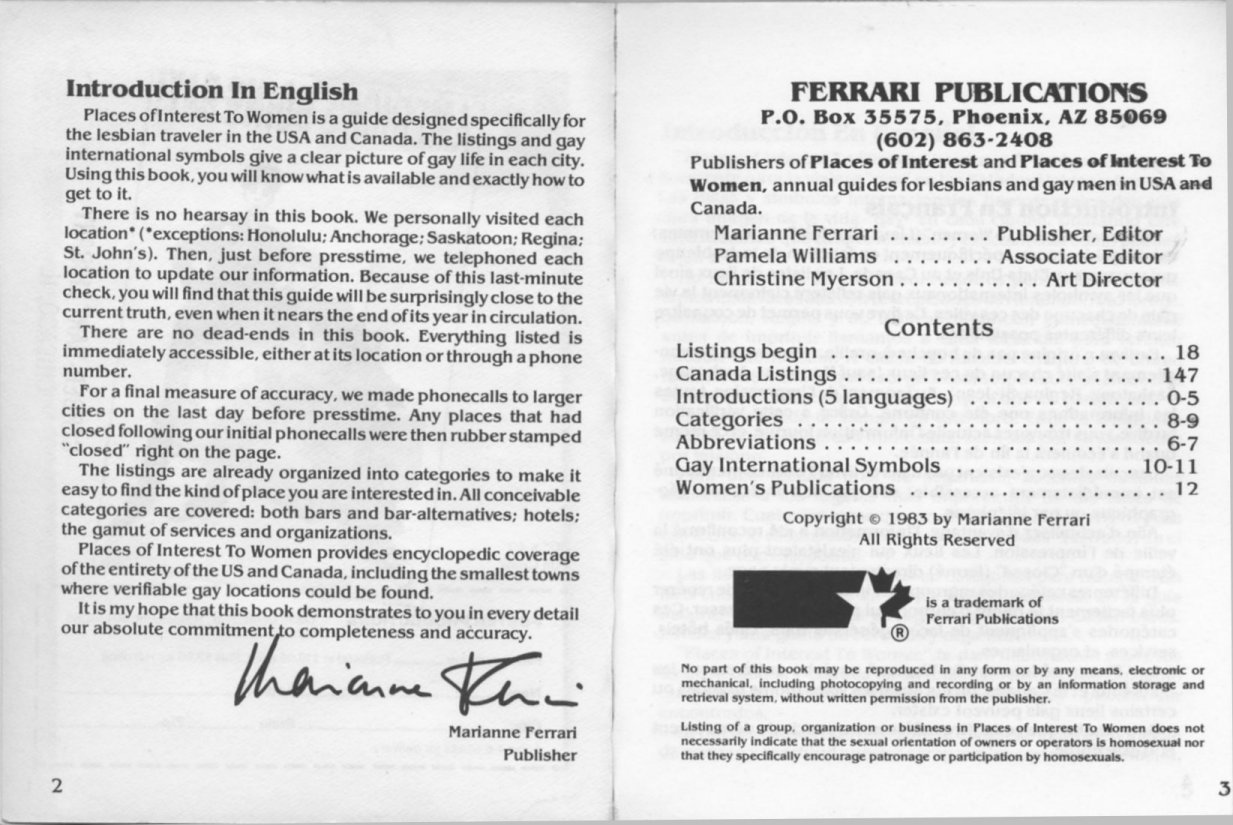 Introduction In English
Places of Interest To Women is a guide designed specifically for
the lesbian traveler in the USA and Canada. The listings and gay
international symbols give a clear picture of gay life in each city.
Using this book, you will know what is available and exactly how to
get to it.
There is no hearsay in this book. We personally visited each
location* (*exceptions: Honolulu; Anchorage; Saskatoon; Regina;
St. John's). Then, just before presstime, we telephoned each
location to update our information. Because of this last-minute
check, you will find that this guide will be surprisingly close to the
current truth, even when it nears the end of its year in circulation.
There are no dead-ends in this book. Everything listed is
immediately accessible, either at its location or through a phone
number.
For a final measure of accuracy, we made phonecalls to larger
cities on the last day before presstime. Any places that had
closed following our initial phonecalls were then rubber stamped
"closed" right on the page.
The listings are already organized into categories to make it
easy to find the kind of place you are interested in. All conceivable
categories are covered: both bars and bar-alternatives; hotels;
the gamut of services and organizations.
Places of Interest To Women provides encyclopedic coverage
of the entirety of the US and Canada, including the smallest towns
where verifiable gay locations could be found.
It is my hope that this book demonstrates to you in every detail
our absolute commitment to completeness and accuracy.
Marianne Ferrari
Marianne Ferrari
Publisher
2
FERRARI PUBLICATIONS
P.O. Box 35575, Phoenix, AZ 85069
(602) 863-2408
Publishers of Places of Interest and Places of Interest To
Women, annual guides for lesbians and gay men in USA and
Canada.
Marianne Ferrari . . . . . . . . Publisher, Editor
Pamela Williams . . . . . . . . Associate Editor
Christine Myerson . . . . . . . . . . . Art Director
Contents
Listings begin . . . . . . . . . . . . . . . . . . . . . . . . 18
Canada Listings . . . . . . . . . . . . . . . . . . . . . 147
Introductions (5 languages) . . . . . . . . . . . . 0-5
Categories . . . . . . . . . . . . . . . . . . . . . . . . . 8-9
Abbreviations . . . . . . . . . . . . . . . . . . . . . . 6-7
Gay International Symbols . . . . . . . . . . . 10-11
Women's Publications . . . . . . . . . . . . . . . . . 12
Copyright © 1983 by Marianne Ferrari
All Rights Reserved
is a trademark of
Ferrari Publications
®
No part of this book may be reproduced in any form or by any means, electronic or
mechanical, including photocopying and recording or by an information storage and
retrieval system, without written permission from the publisher.
Listing of a group, organization or business in Places of Interest To Women does not
necessarily indicate that the sexual orientation of owners or operators is homosexual nor
that they specifically encourage patronage or participation by homosexuals.
3